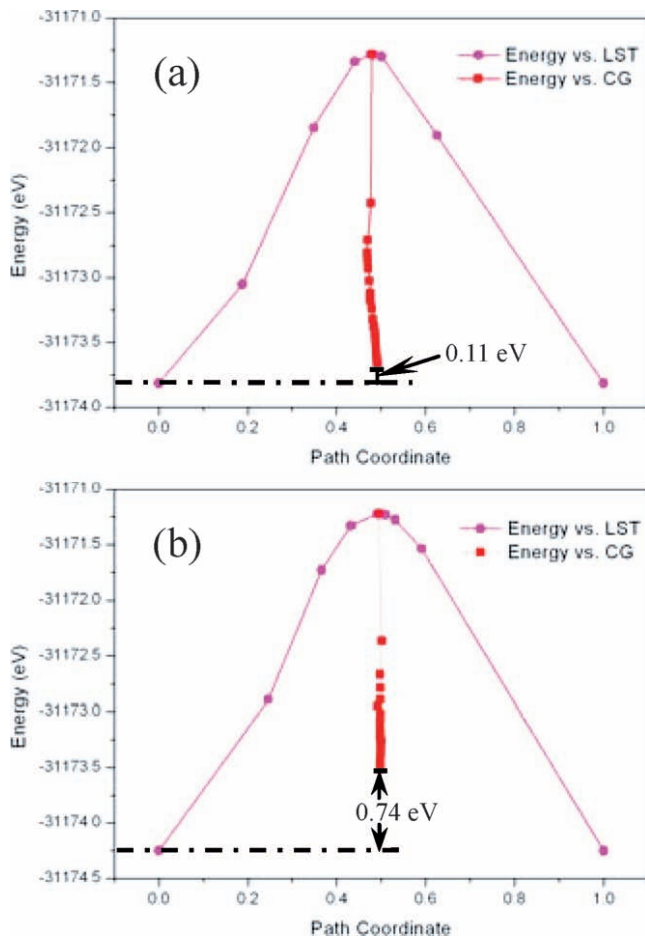 -31171.0
(a)
Energy vs. LST
Energy vs. CG
-31171.5
-31172.0
-31172.5
-31173.0
-31173.5
-31174.0
Energy (eV)
0.11 eV
0.0 0.2 0.4 0.6 0.8 1.0
Path Coordinate
-31171.0
(b)
Energy vs. LST
Energy vs. CG
-31171.5
-31172.0
-31172.5
-31173.0
-31173.5
-31174.0
-31174.5
Energy (eV)
0.74 eV
0.0 0.2 0.4 0.6 0.8 1.0
Path Coordinate